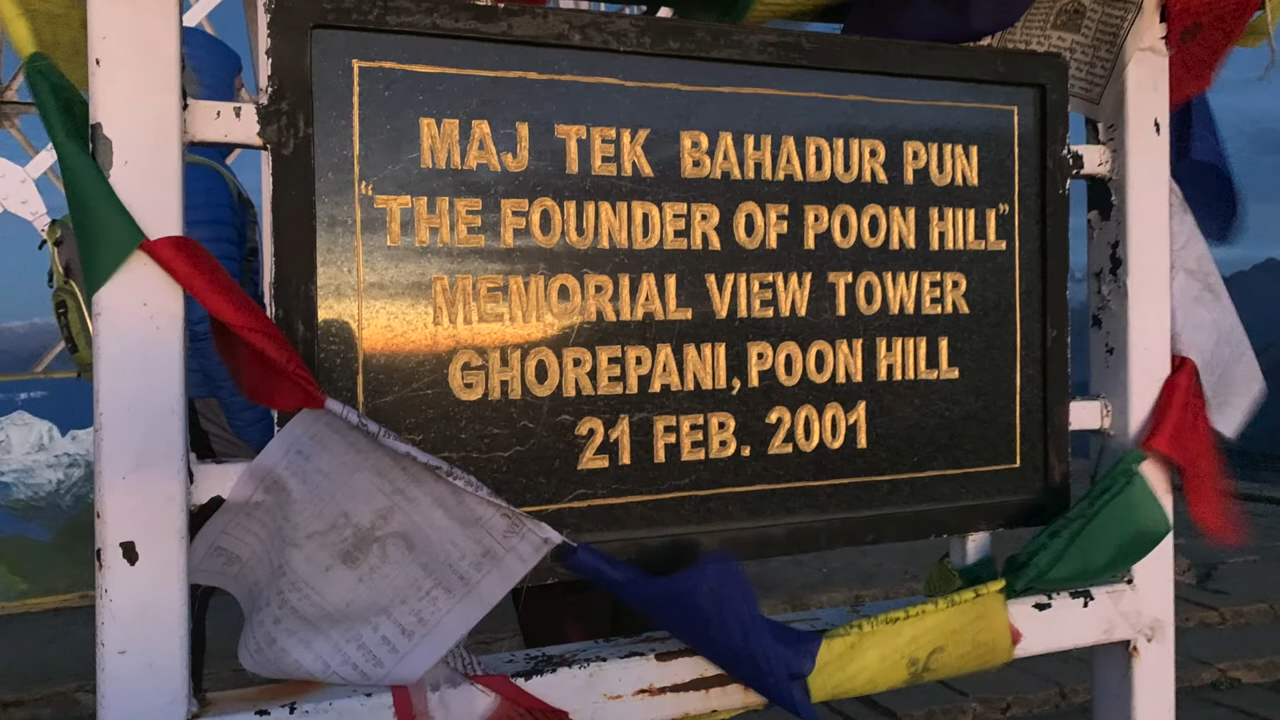 MAJ TEK BAHADUR PUN
"THE FOUNDER OF POON HILL"
MEMORIAL VIEW TOWER
GHOREPANI, POON HILL
21 FEB. 2001